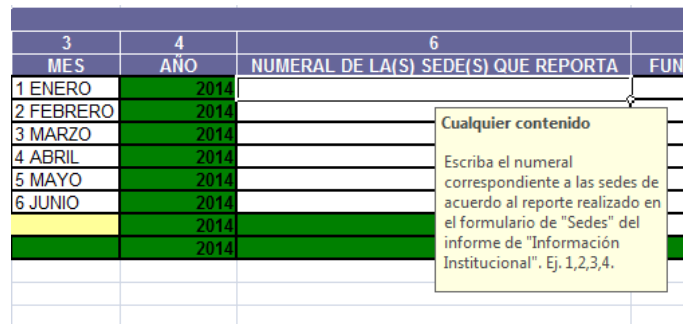 3 4 6
MES AÑO NUMERAL DE LA(S) SEDE(S) QUE REPORTA FUN
1 ENERO 2014
2 FEBRERO 2014
3 MARZO 2014
4 ABRIL 2014
5 MAYO 2014
6 JUNIO 2014
2014
2014
Cualquier contenido
Escriba el numeral
correspondiente a las sedes de
acuerdo al reporte realizado en
el formulario de "Sedes" del
informe de "Información
Institucional". Ej. 1,2,3,4.